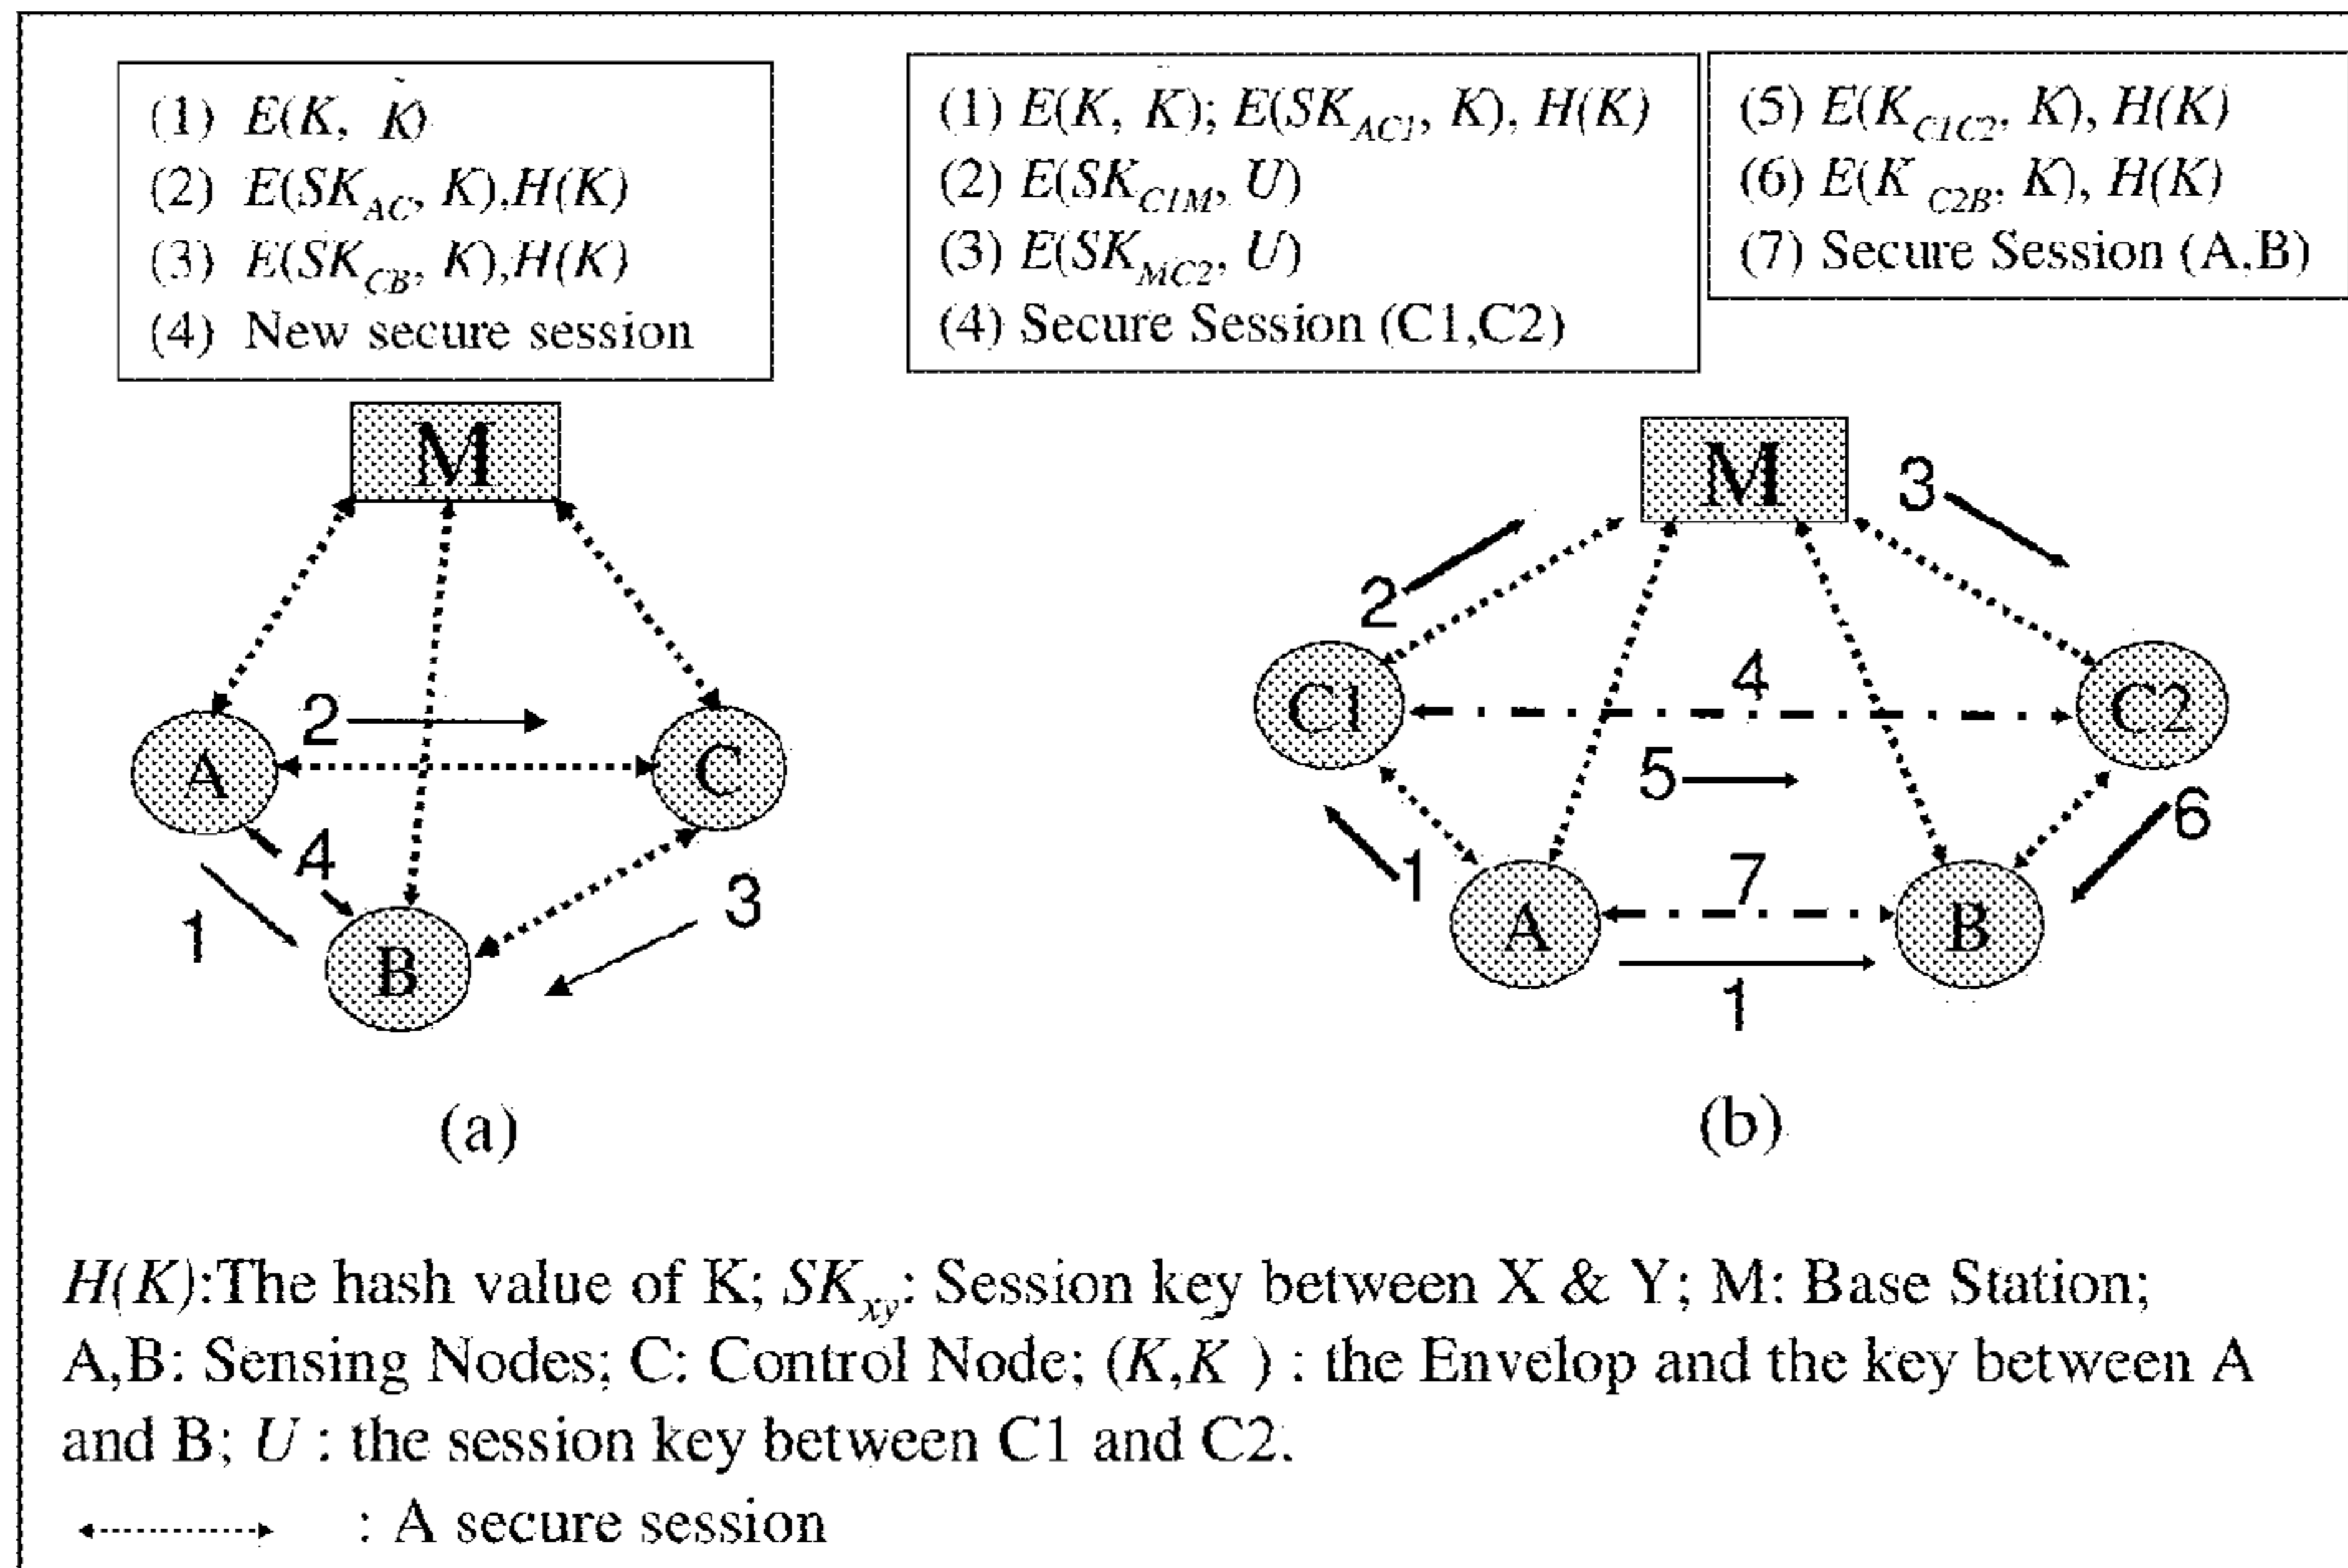 (1) E(K, K̃)
(2) E(SK_AC, K),H(K)
(3) E(SK_CB, K),H(K)
(4) New secure session
(1) E(K, K); E(SK_AC1, K), H(K)
(2) E(SK_C1M, U)
(3) E(SK_MC2, U)
(4) Secure Session (C1,C2)
(5) E(K_C1C2, K), H(K)
(6) E(K_C2B, K), H(K)
(7) Secure Session (A,B)
M
2
A
C
4
1
3
B
(a)
M
3
2
C1
4
C2
5
6
1
7
A
B
1
(b)
H(K):The hash value of K; SK_xy: Session key between X & Y; M: Base Station;
A,B: Sensing Nodes; C: Control Node; (K,K̃ ) : the Envelop and the key between A
and B; U : the session key between C1 and C2.
: A secure session